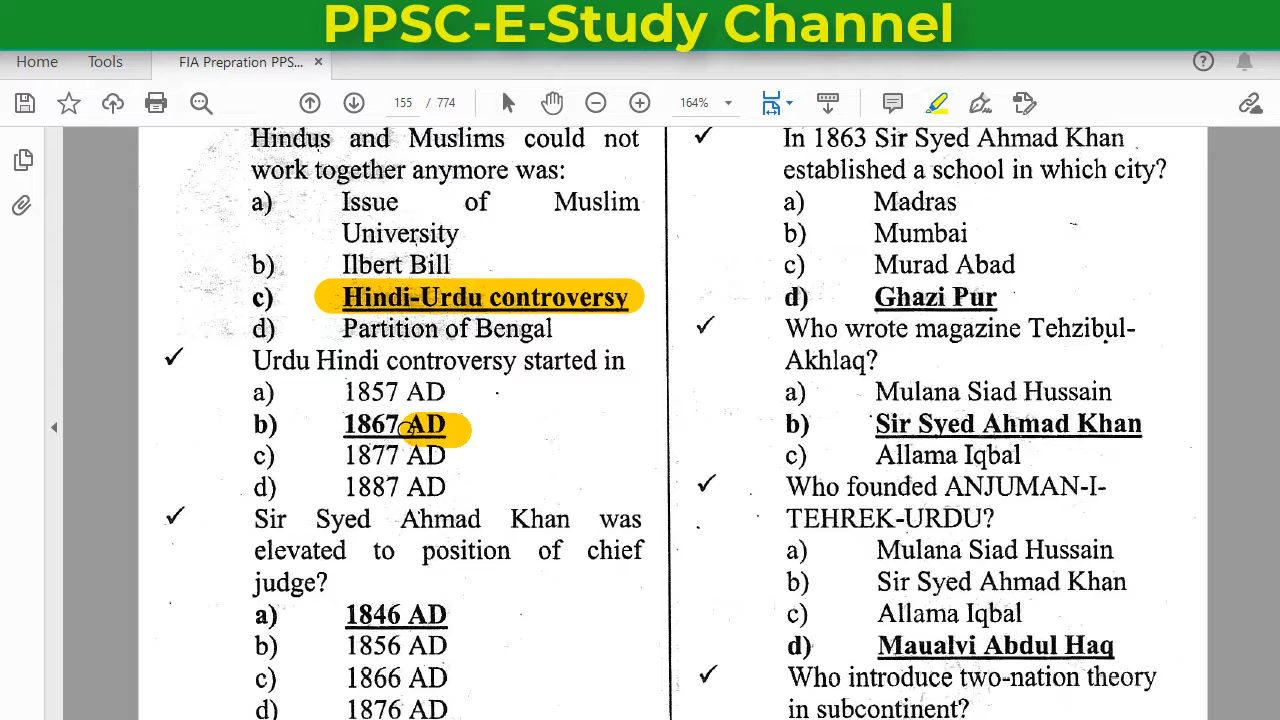 PPSC-E-Study Channel
Home Tools FIA Prepration PPS... ×
155 / 774 164%
Hindus and Muslims could not
work together anymore was:
a) Issue of Muslim
University
b) Ilbert Bill
c) Hindi-Urdu controversy
d) Partition of Bengal
✓ Urdu Hindi controversy started in
a) 1857 AD
b) 1867 AD
c) 1877 AD
d) 1887 AD
✓ Sir Syed Ahmad Khan was
elevated to position of chief
judge?
a) 1846 AD
b) 1856 AD
c) 1866 AD
d) 1876 AD
✓ In 1863 Sir Syed Ahmad Khan
established a school in which city?
a) Madras
b) Mumbai
c) Murad Abad
d) Ghazi Pur
✓ Who wrote magazine Tehzibul-
Akhlaq?
a) Mulana Siad Hussain
b) Sir Syed Ahmad Khan
c) Allama Iqbal
✓ Who founded ANJUMAN-I-
TEHREK-URDU?
a) Mulana Siad Hussain
b) Sir Syed Ahmad Khan
c) Allama Iqbal
d) Maualvi Abdul Haq
✓ Who introduce two-nation theory
in subcontinent?